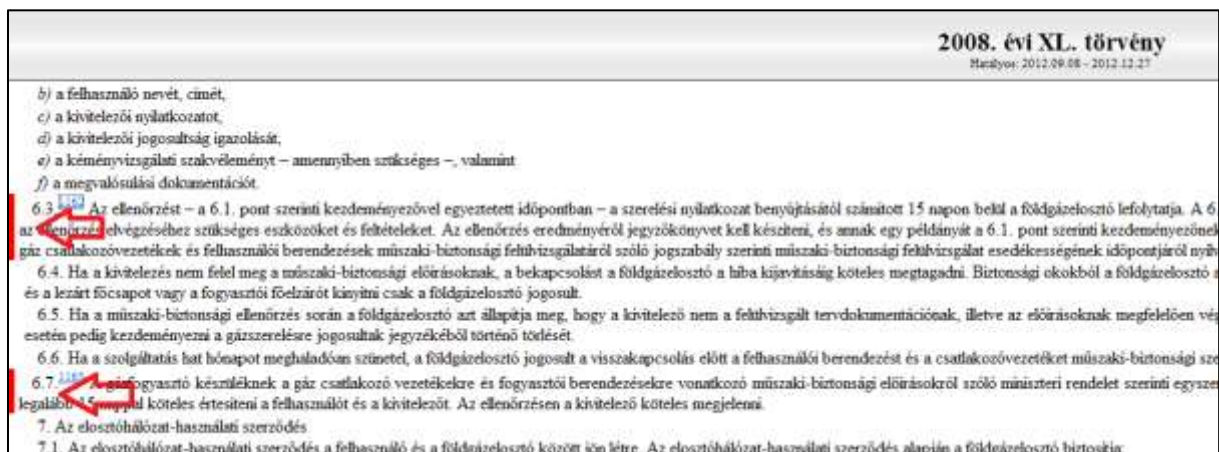 2008. évi XL. törvény
Hatályos: 2012.09.08 - 2012.12.27
b) a felhasználó nevét, címét,
c) a kivitelezői nyilatkozatot,
d) a kivitelezői jogosultság igazolását,
e) a kéményvizsgálati szakvéleményt – amennyiben szükséges –, valamint
f) a megvalósulási dokumentációt.
6.3. Az ellenőrzést – a 6.1. pont szerinti kezdeményezővel egyeztetett időpontban – a szerelési nyilatkozat benyújtásától számított 15 napon belül a földgázelosztó lefolytatja. A 6
az ellenőrzés elvégzéséhez szükséges eszközöket és feltételeket. Az ellenőrzés eredményéről jegyzőkönyvet kell készíteni, és annak egy példányát a 6.1. pont szerinti kezdeményezőnek
gáz csatlakozóvezetékek és felhasználói berendezések műszaki-biztonsági felülvizsgálatáról szóló jogszabály szerinti műszaki-biztonsági felülvizsgálat esedékességének időpontjáról nyilv
6.4. Ha a kivitelezés nem felel meg a műszaki-biztonsági előírásoknak, a bekapcsolást a földgázelosztó a hiba kijavításáig köteles megtagadni. Biztonsági okokból a földgázelosztó
és a lezárt főcsapot vagy a fogyasztói főelzárót kinyitni csak a földgázelosztó jogosult.
6.5. Ha a műszaki-biztonsági ellenőrzés során a földgázelosztó azt állapítja meg, hogy a kivitelező nem a felülvizsgált tervdokumentációnak, illetve az előírásoknak megfelelően vég
esetén pedig kezdeményezni a gázszerelésre jogosultak jegyzékéből történő törlését.
6.6. Ha a szolgáltatás hat hónapot meghaladóan szünetel, a földgázelosztó jogosult a visszakapcsolás előtt a felhasználói berendezést és a csatlakozóvezetéket műszaki-biztonsági sze
6.7. A gázfogyasztó készüléknek a gáz csatlakozó vezetékekre és fogyasztói berendezésekre vonatkozó műszaki-biztonsági előírásokról szóló miniszteri rendelet szerinti egyszer
legalább 15 nappal köteles értesíteni a felhasználót és a kivitelezőt. Az ellenőrzésen a kivitelező köteles megjelenni.
7. Az elosztóhálózat-használati szerződés
7.1. Az elosztóhálózat-használati szerződés a felhasználó és a földgázelosztó között jön létre. Az elosztóhálózat-használati szerződés alapján a földgázelosztó biztosítja: